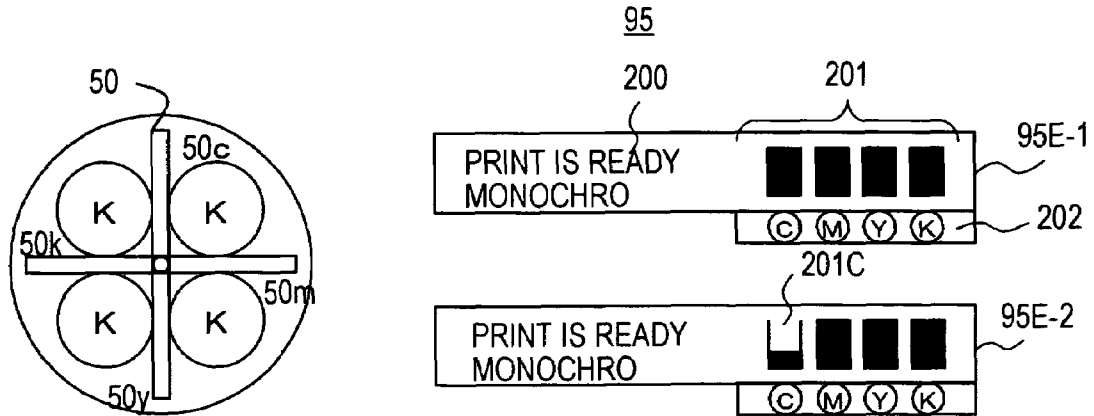 95
50
200
201
50c
95E-1
K
K
PRINT IS READY
MONOCHRO
50k
C M Y K
202
201C
50m
K
K
PRINT IS READY
MONOCHRO
95E-2
50y
C M Y K